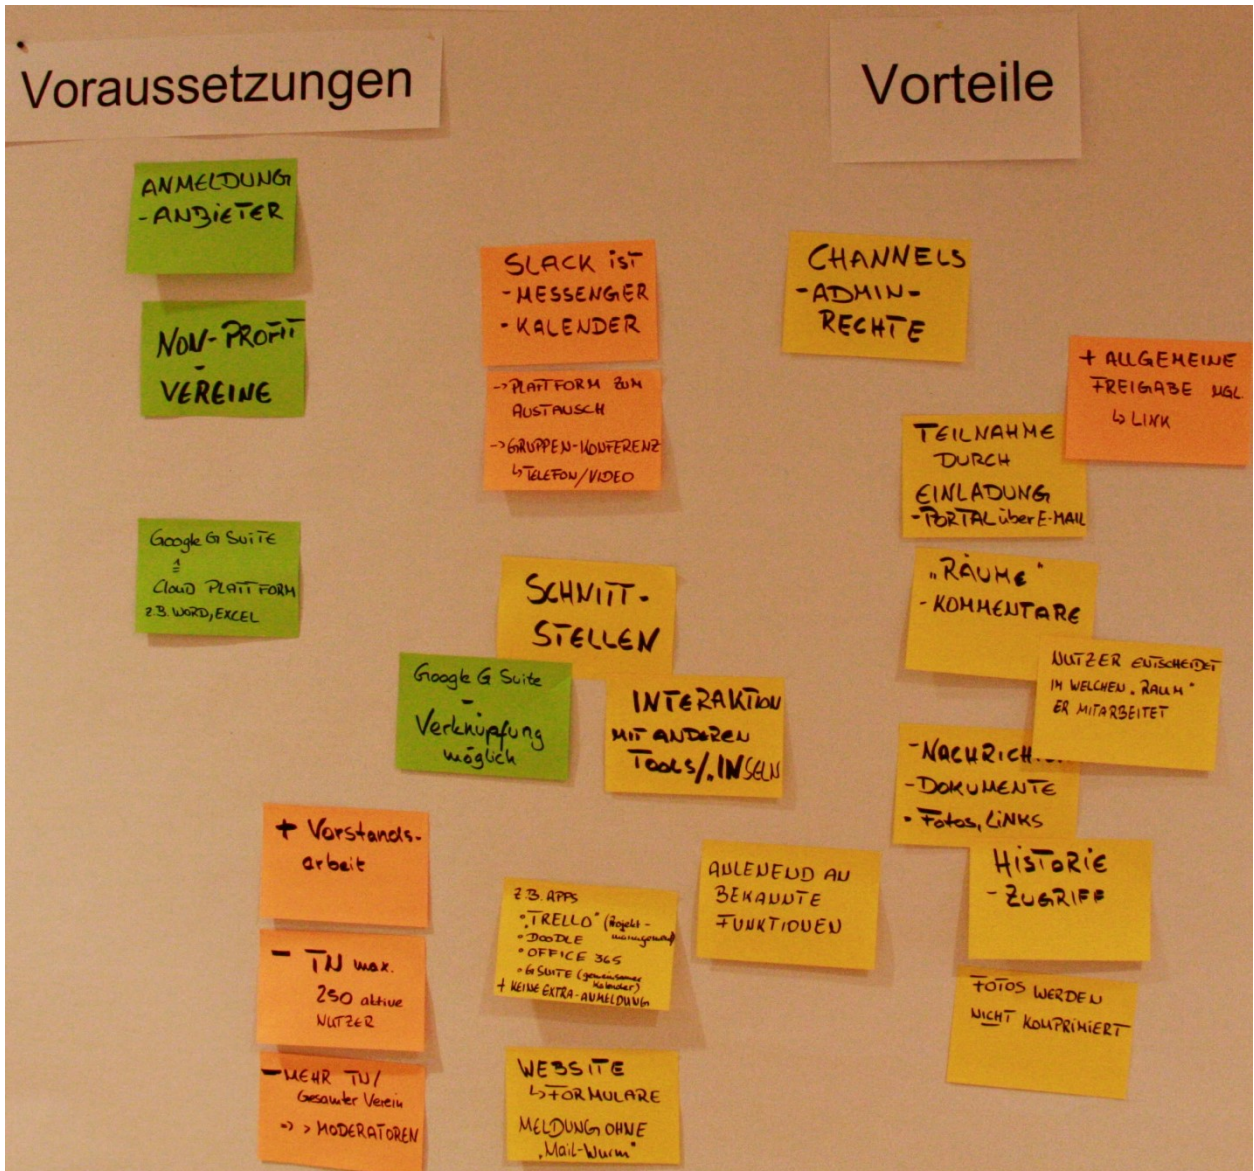 Voraussetzungen
ANMELDUNG
- ANBIETER
NON-PROFIT
-
VEREINE
Google G SUITE
≙
CLOUD PLATTFORM
z.B. WORD, EXCEL
SLACK IST
- MESSENGER
- KALENDER
-> PLATTFORM ZUM
AUSTAUSCH
-> GRUPPEN-KONFERENZ
↳ TELEFON/VIDEO
SCHNITT-
STELLEN
Google G Suite
-
Verknüpfung
möglich
INTERAKTION
MIT ANDEREN
TOOLS/"INSELN
+ Vorstands-
arbeit
- TN max.
250 aktive
NUTZER
- MEHR TN/
Gesamter Verein
=> > MODERATOREN
z.B. APPS
• "TRELLO" (Projekt-
management)
• DOODLE
• OFFICE 365
• G SUITE (gemeinsamer
Kalender)
+ KEINE EXTRA-ANMELDUNG
WEBSITE
↳ FORMULARE
MELDUNG OHNE
"Mail-Wurm"
Vorteile
CHANNELS
- ADMIN-
RECHTE
+ ALLGEMEINE
FREIGABE MGL.
↳ LINK
TEILNAHME
DURCH
EINLADUNG
- PORTAL über E-MAIL
„RÄUME"
- KOMMENTARE
NUTZER ENTSCHEIDET
IM WELCHEN „RAUM"
ER MITARBEITET
- NACHRICH
- DOKUMENTE
• Fotos, LINKS
ANLEHNEND AN
BEKANNTE
FUNKTIONEN
HISTORIE
- ZUGRIFF
FOTOS WERDEN
NICHT KOMPRIMIERT